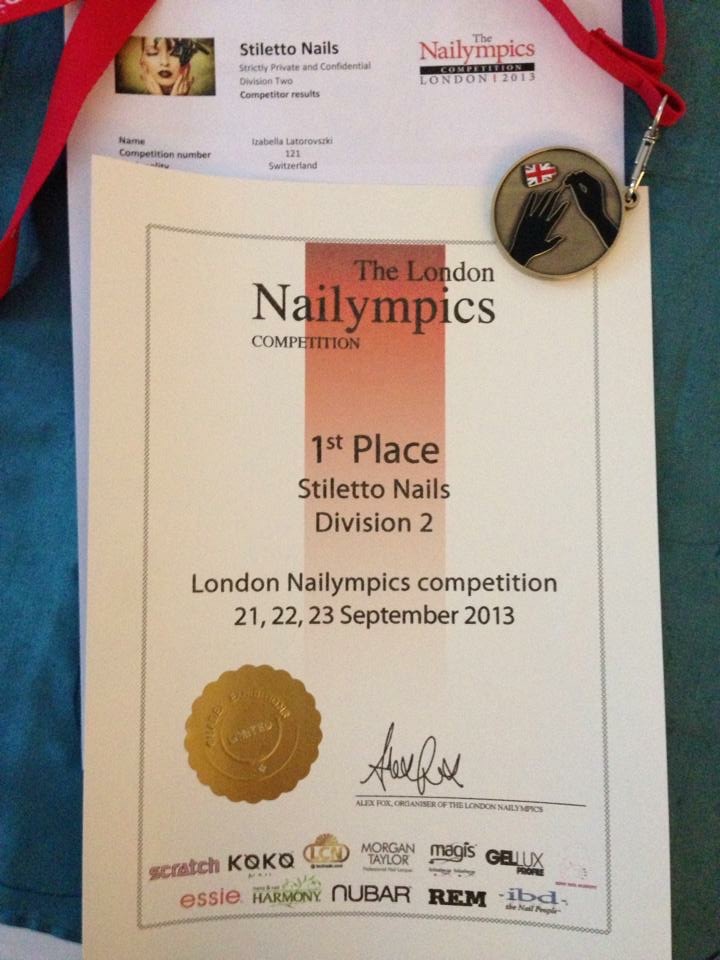 Stiletto Nails
Strictly Private and Confidential
Division Two
Competitor results
The
Nailympics
COMPETITION
LONDON | 2013
Name Izabella Latorovszki
Competition number 121
Switzerland
The London
Nailympics
COMPETITION
1st Place
Stiletto Nails
Division 2
London Nailympics competition
21, 22, 23 September 2013
LIMITED
Alex Fox
ALEX FOX, ORGANISER OF THE LONDON NAILYMPICS
scratch KOKO NAIL LCN MORGAN TAYLOR magis GELLUX PROFILE
essie HARMONY NUBAR REM ibd
the Nail People